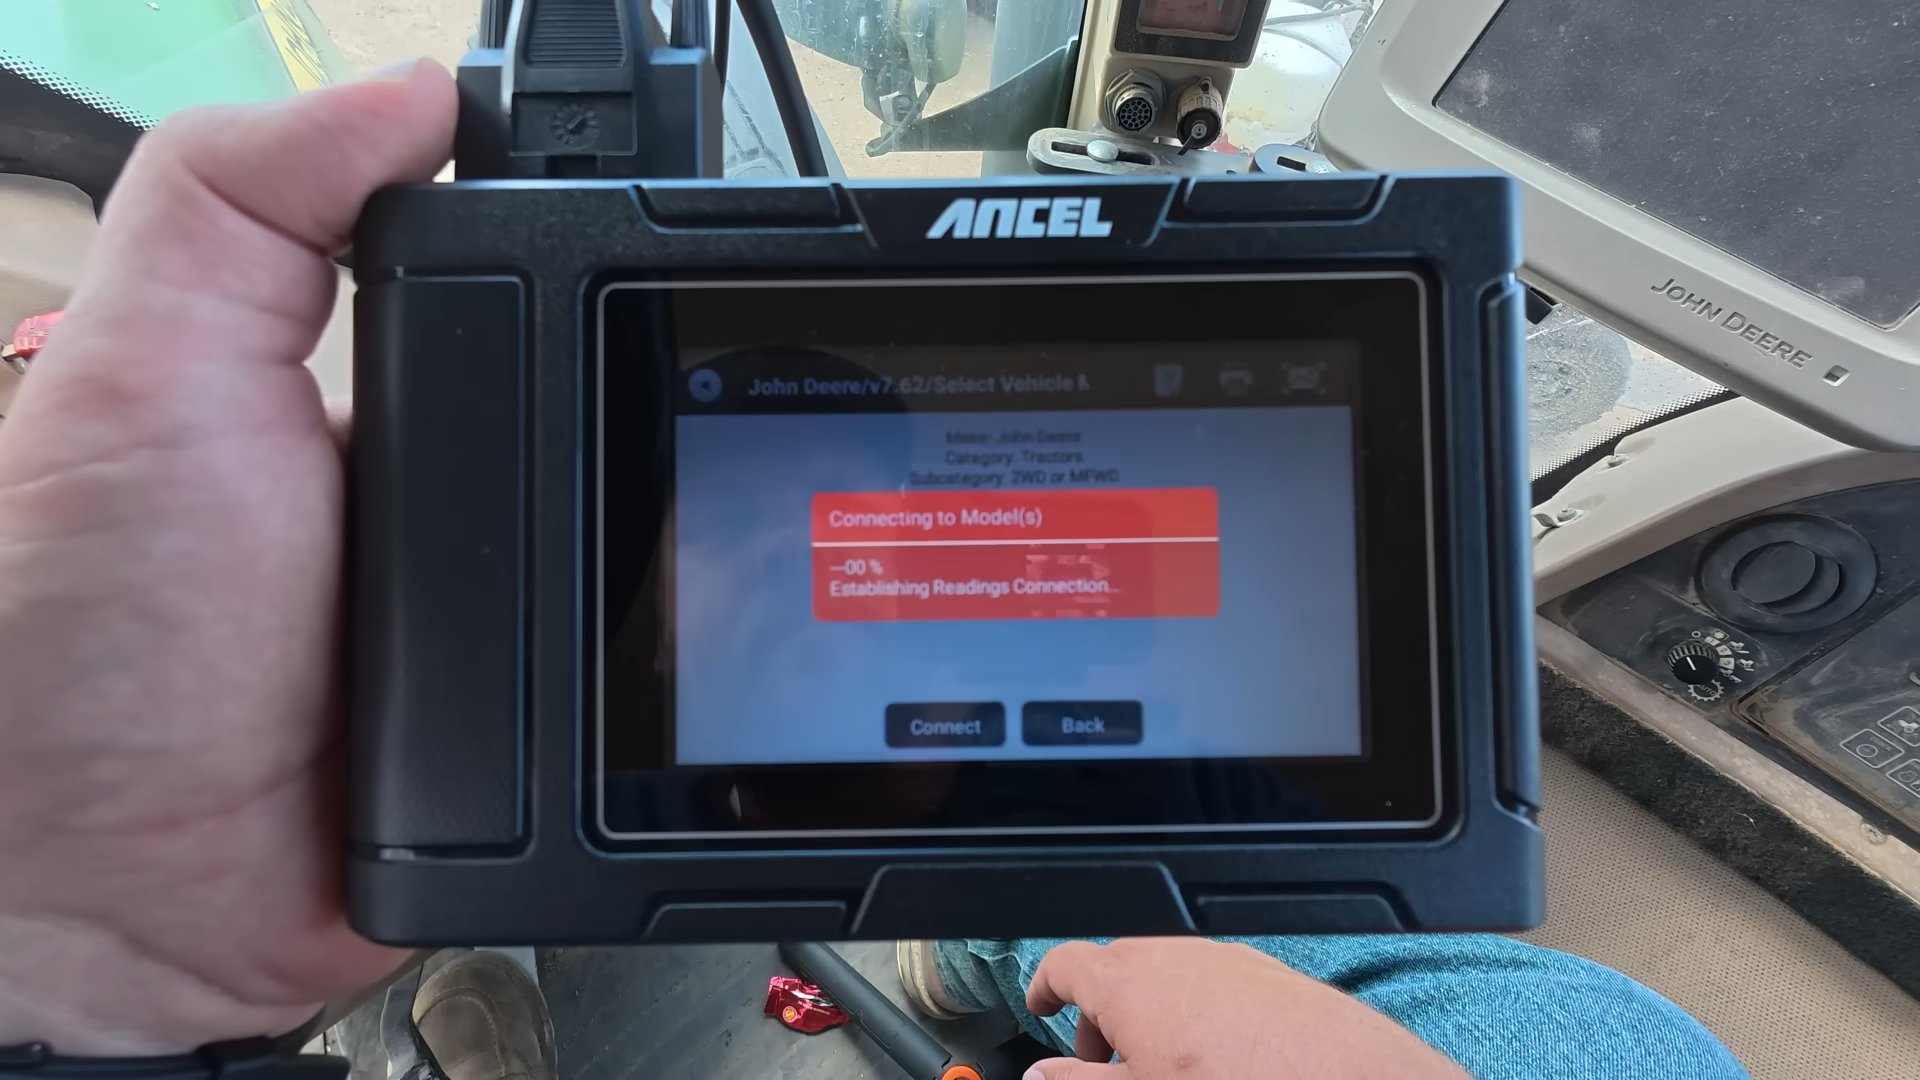 ANCEL
John Deere/v7.62/Select Vehicle M
Make: John Deere
Category: Tractors
Subcategory: 2WD or MFWD
Connecting to Model(s)
---00 %
Establishing Readings Connection...
Connect
Back
JOHN DEERE
AUTO